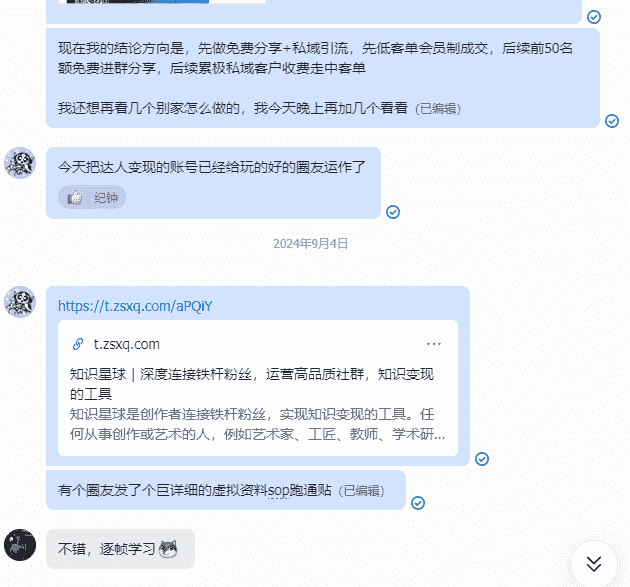 现在我的结论方向是，先做免费分享+私域引流，先低客单会员制成交，后续前50名
额免费进群分享，后续累极私域客户收费走中客单
我还想再看几个别家怎么做的，我今天晚上再加几个看看（已编辑）
今天把达人变现的账号已经给玩的好的圈友运作了
纪钟
2024年9月4日
https://t.zsxq.com/aPQiY
t.zsxq.com
知识星球 | 深度连接铁杆粉丝，运营高品质社群，知识变现
的工具
知识星球是创作者连接铁杆粉丝，实现知识变现的工具。任
何从事创作或艺术的人，例如艺术家、工匠、教师、学术研...
有个圈友发了个巨详细的虚拟资料sop跑通贴（已编辑）
不错，逐帧学习